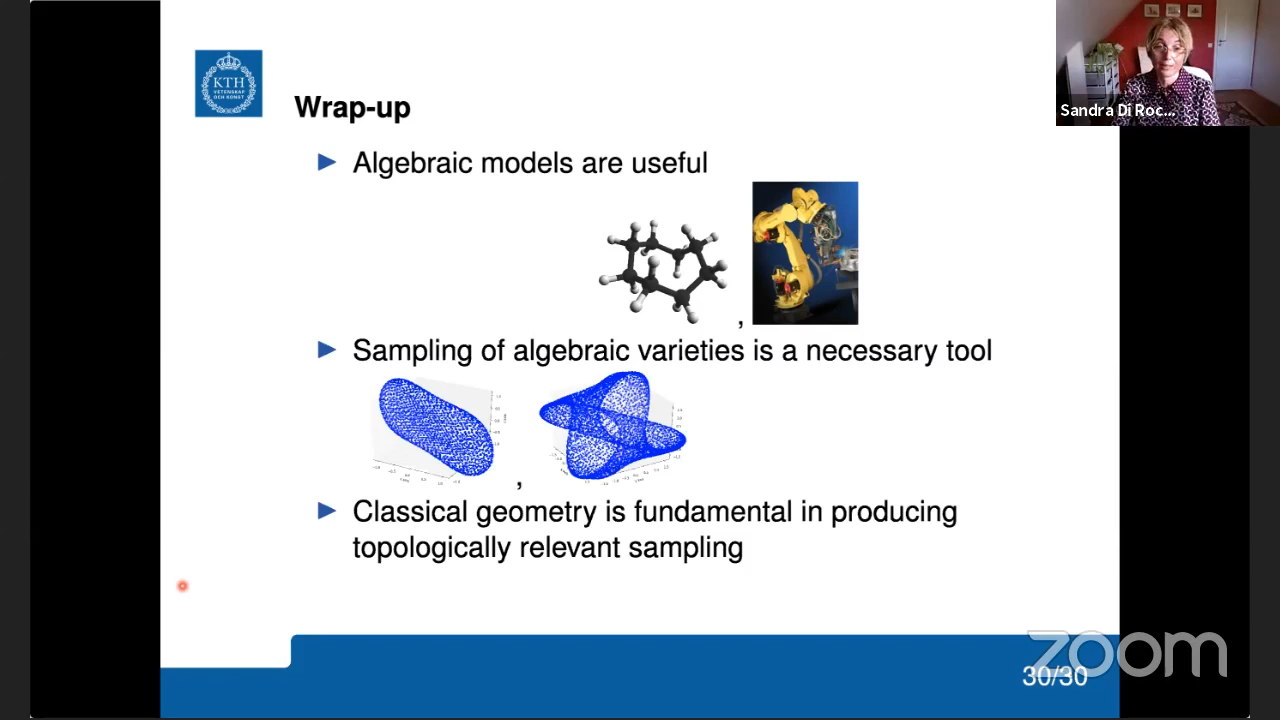 KTH
VETENSKAP
OCH KONST
Wrap-up
Sandra Di Roc...
Algebraic models are useful
,
Sampling of algebraic varieties is a necessary tool
,
Classical geometry is fundamental in producing
topologically relevant sampling
zoom
30/30